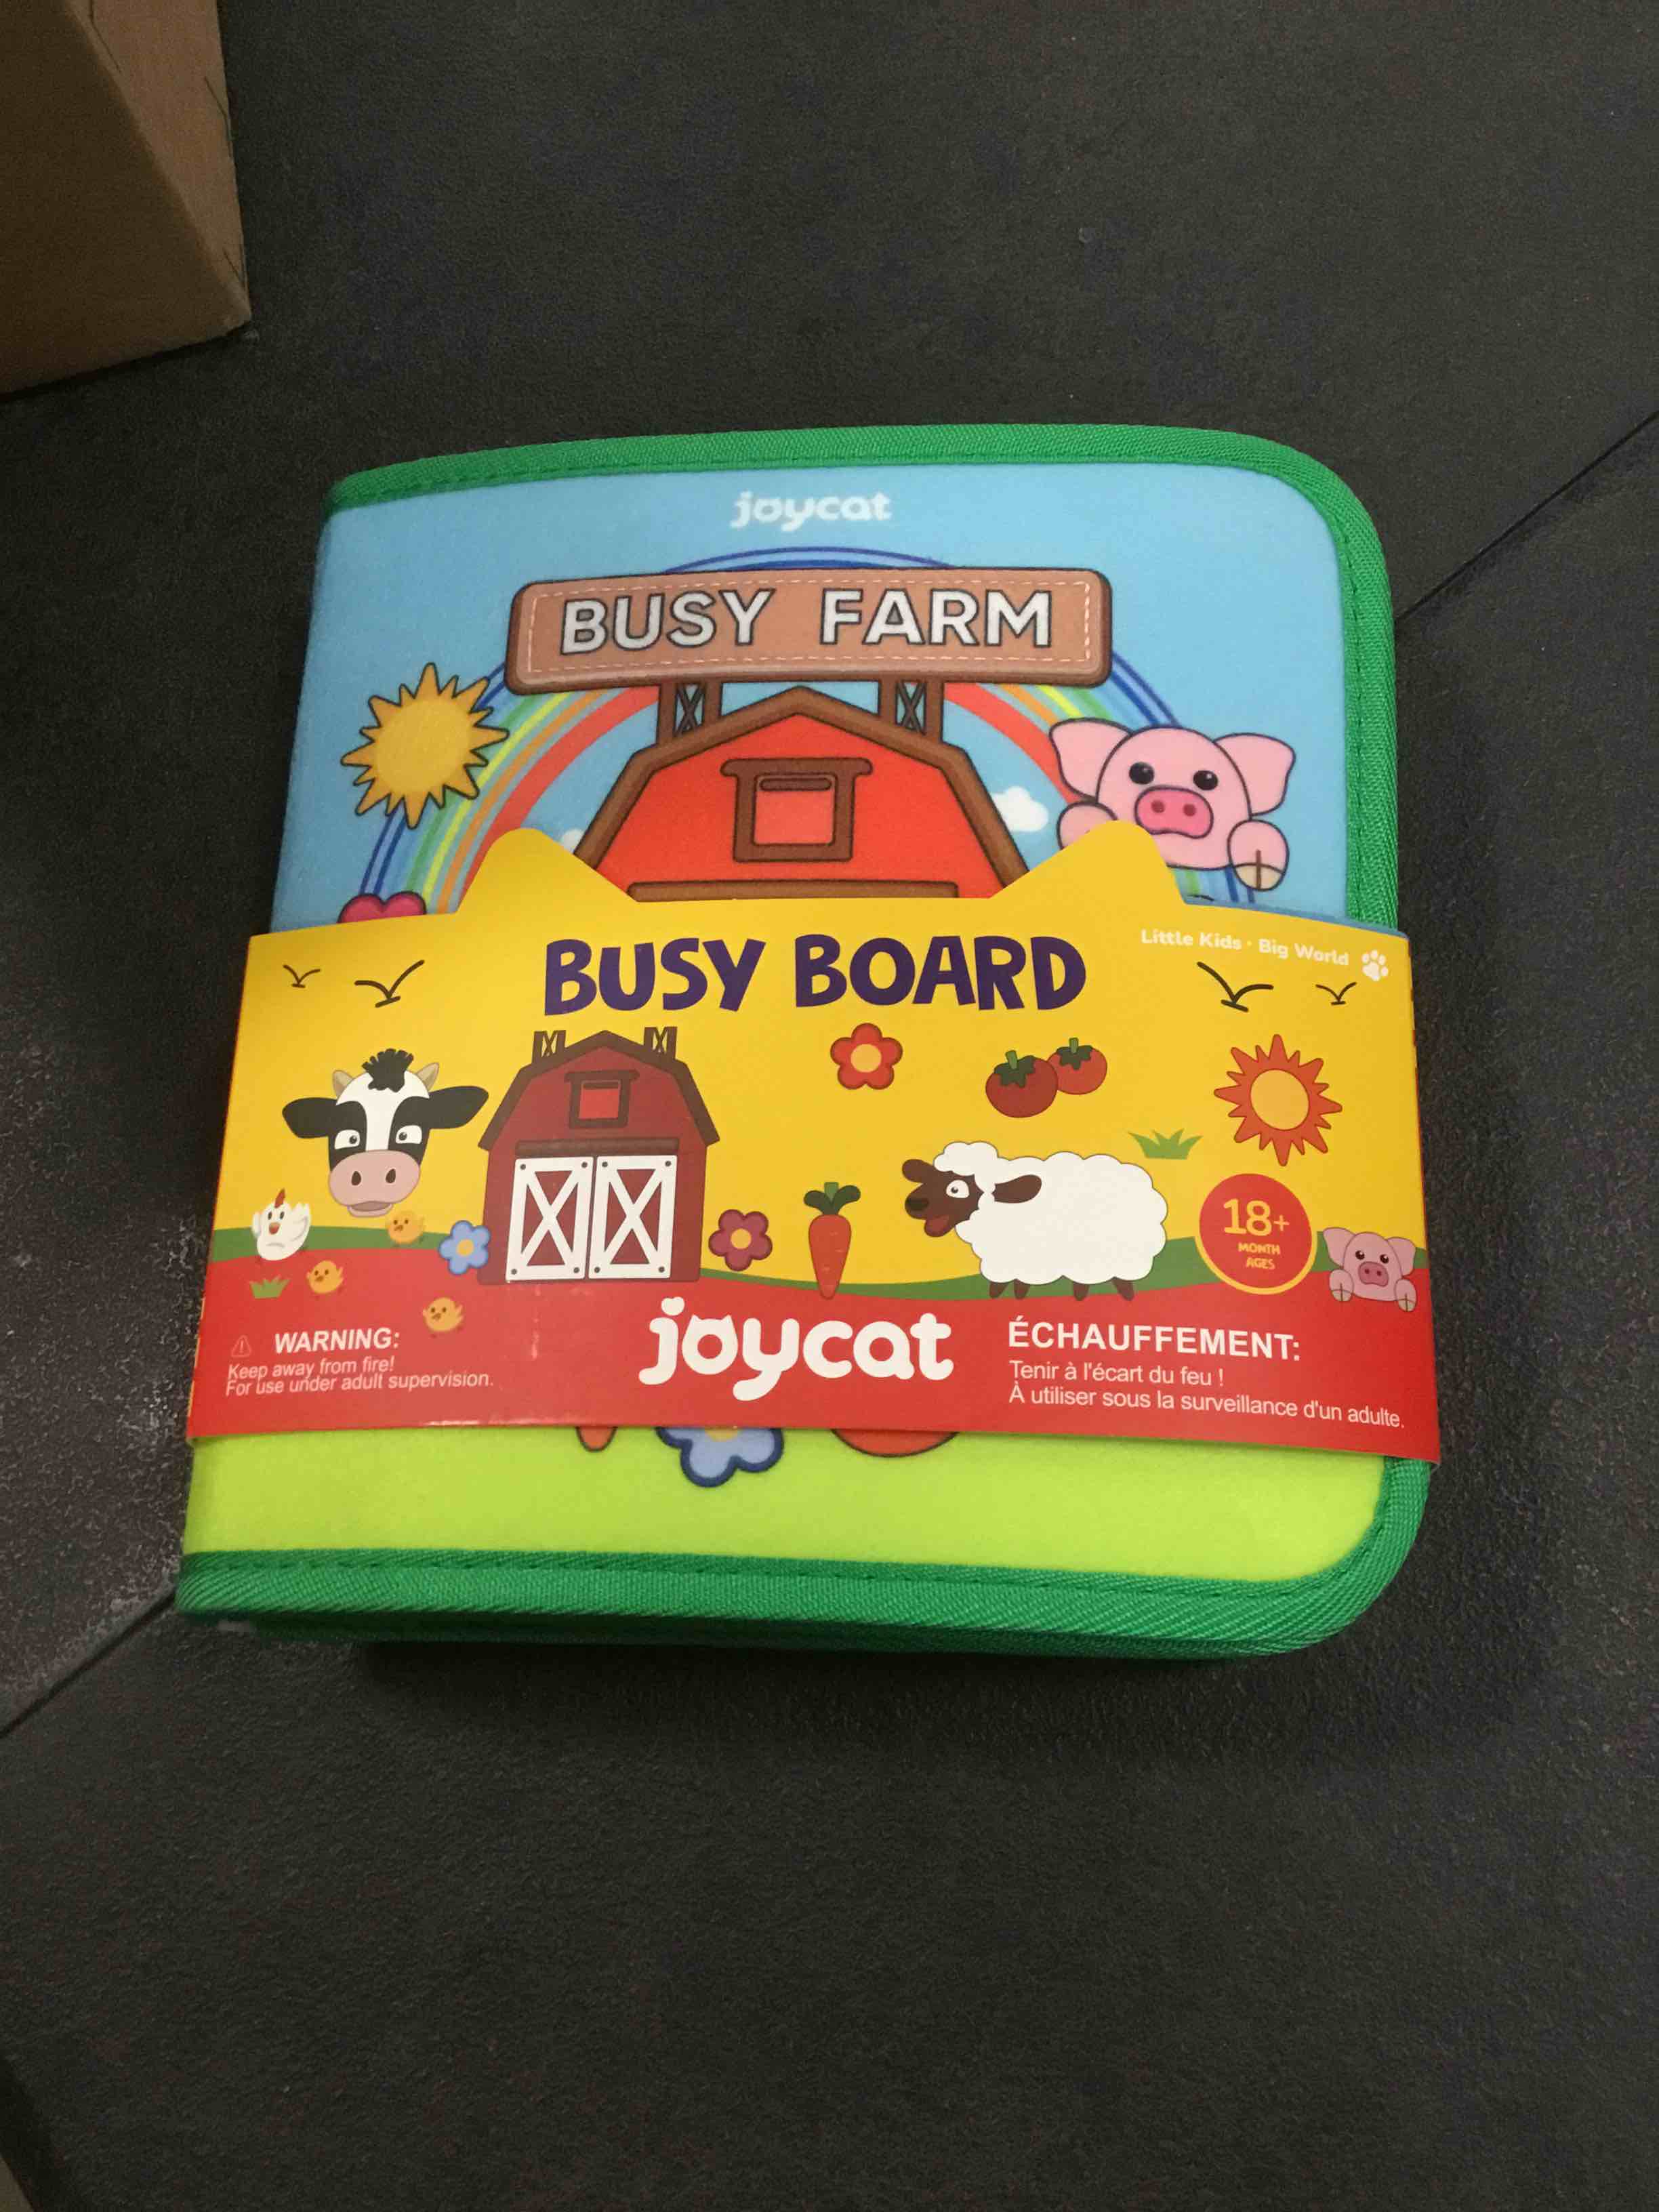 joycat
BUSY FARM
Little Kids · Big World
BUSY BOARD
18+
MONTH
AGES
joycat
WARNING:
Keep away from fire!
For use under adult supervision.
ÉCHAUFFEMENT:
Tenir à l'écart du feu !
À utiliser sous la surveillance d'un adulte.